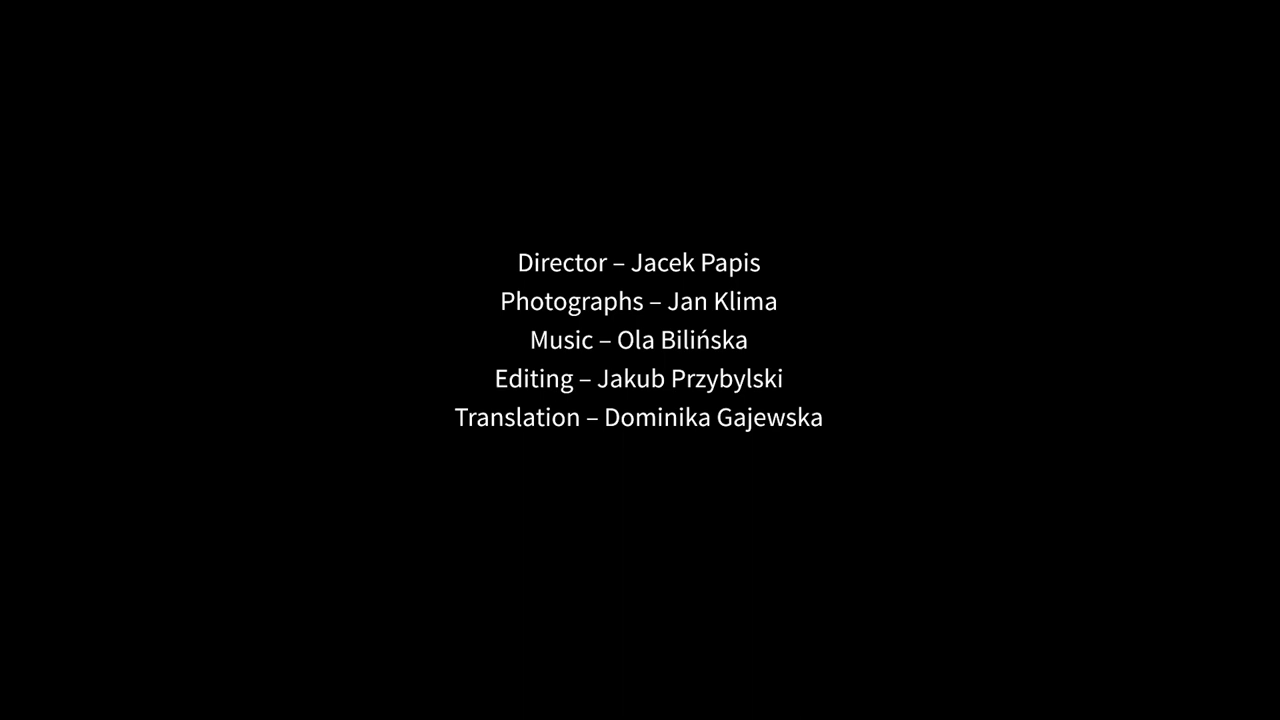 Director – Jacek Papis
Photographs – Jan Klima
Music – Ola Bilińska
Editing – Jakub Przybylski
Translation – Dominika Gajewska